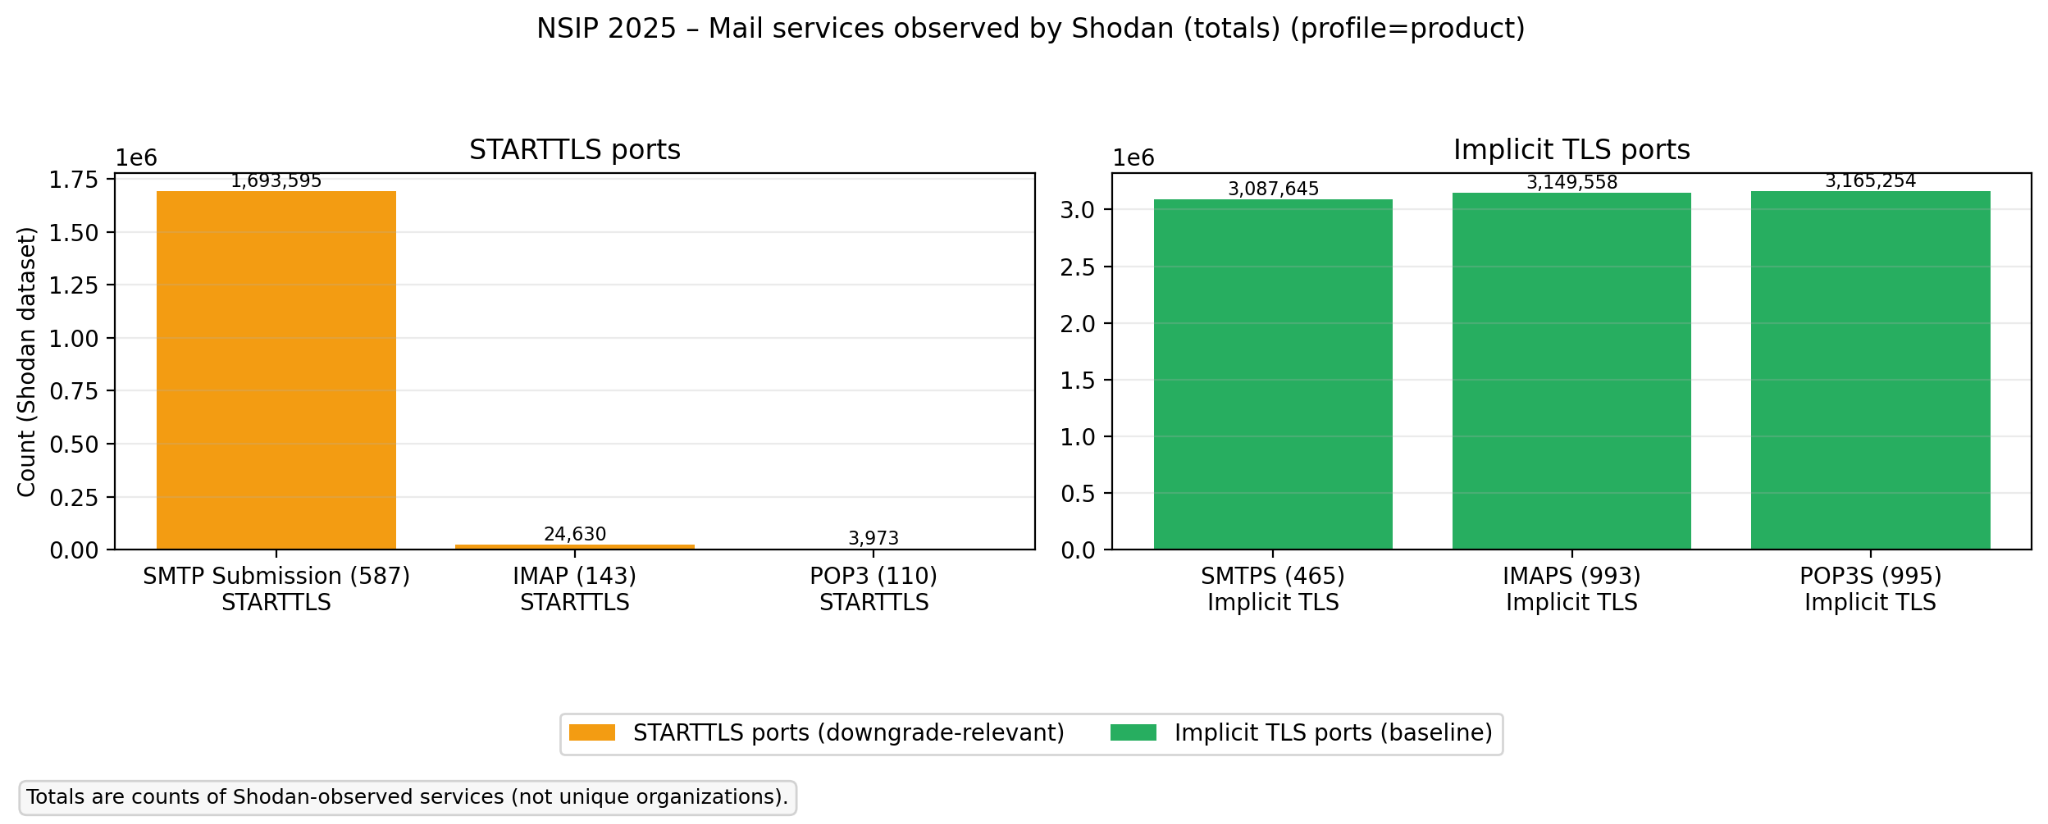 NSIP 2025 – Mail services observed by Shodan (totals) (profile=product)
STARTTLS ports
1e6
Count (Shodan dataset)
1.75
1.50
1.25
1.00
0.75
0.50
0.25
0.00
1,693,595
24,630
3,973
SMTP Submission (587)
STARTTLS
IMAP (143)
STARTTLS
POP3 (110)
STARTTLS
Implicit TLS ports
1e6
3.0
2.5
2.0
1.5
1.0
0.5
0.0
3,087,645
3,149,558
3,165,254
SMTPS (465)
Implicit TLS
IMAPS (993)
Implicit TLS
POP3S (995)
Implicit TLS
STARTTLS ports (downgrade-relevant)
Implicit TLS ports (baseline)
Totals are counts of Shodan-observed services (not unique organizations).